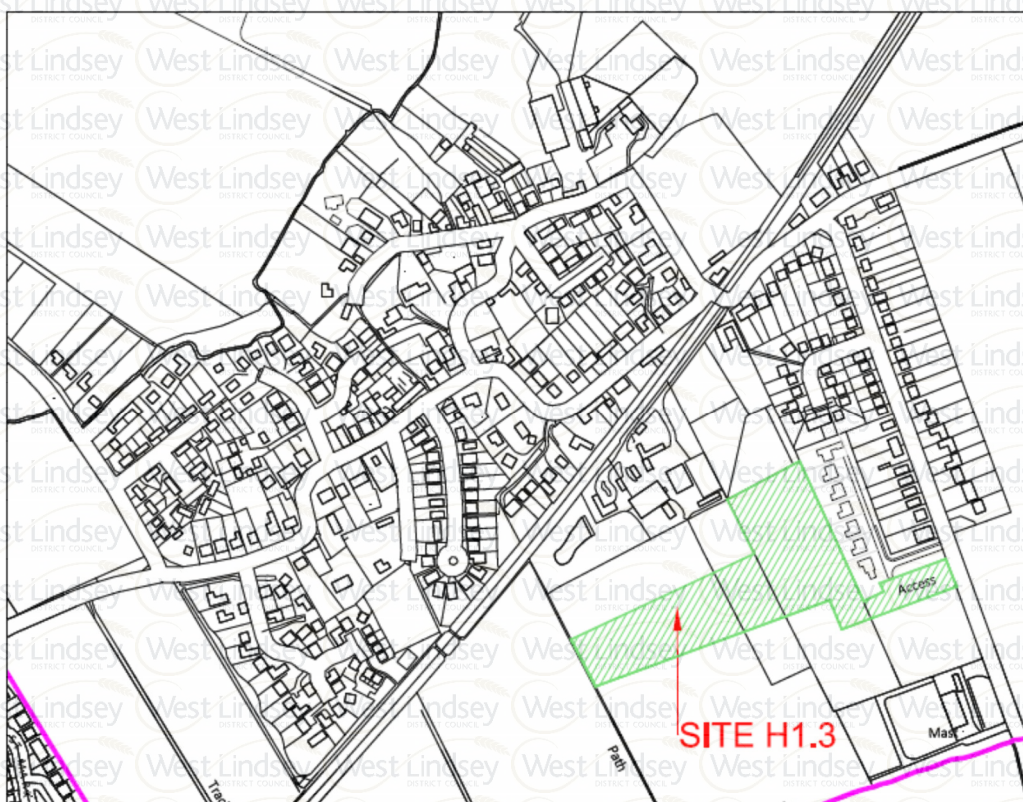 West Lindsey
DISTRICT COUNCIL
Access
SITE H1.3
Mast
Path